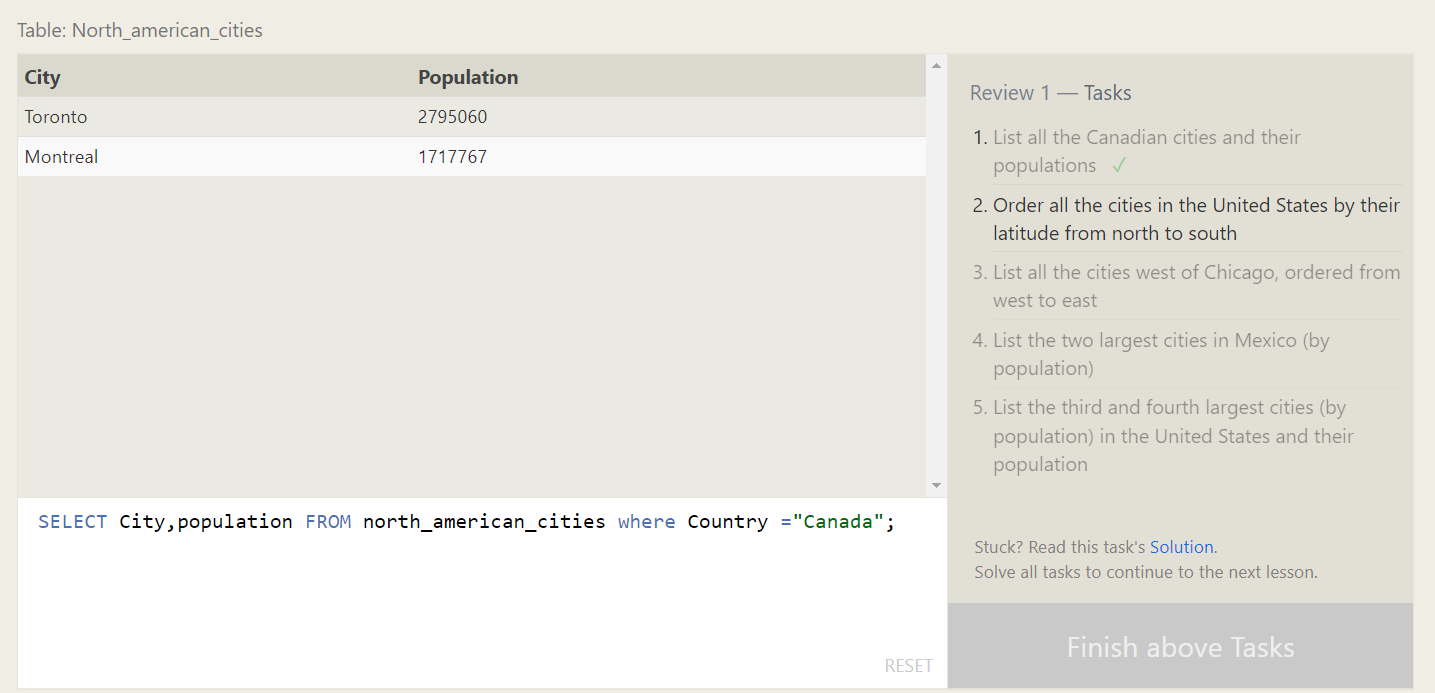 Table: North_american_cities
City Population
Toronto 2795060
Montreal 1717767
SELECT City,population FROM north_american_cities where Country ="Canada";
RESET
Review 1 — Tasks
1. List all the Canadian cities and their
populations ✓
2. Order all the cities in the United States by their
latitude from north to south
3. List all the cities west of Chicago, ordered from
west to east
4. List the two largest cities in Mexico (by
population)
5. List the third and fourth largest cities (by
population) in the United States and their
population
Stuck? Read this task's Solution.
Solve all tasks to continue to the next lesson.
Finish above Tasks